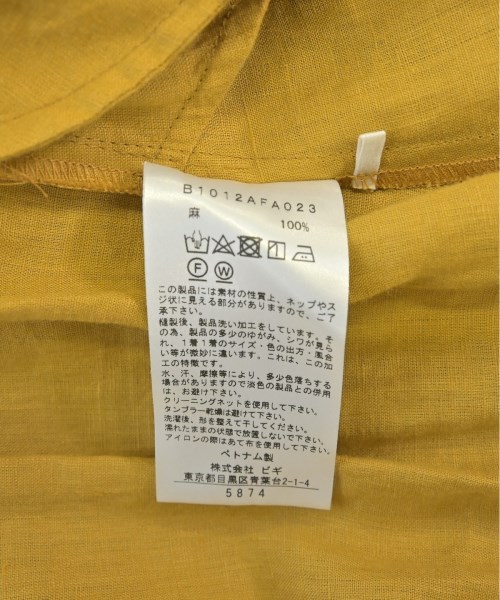 B1012AFA023
麻 100%
F W
この製品には素材の性質上、ネップやス
ジ状に見える部分がありますので、ご了
承下さい。
縫製後、製品洗い加工をしています。そ
の為、製品の多少のゆがみ、シワが見ら
れ、1着1着のサイズ・色の出方・風合
い等が微妙に違います。これは、この加
工の特徴です。
水、汗、摩擦等により、多少色落ちする
場合がありますので淡色の製品との併用
は、お避け下さい。
クリーニングネットを使用して下さい。
タンブラー乾燥は避けて下さい。
洗濯後、形を整えて干してください。
濡れたままの状態で放置しないで下さい。
アイロンの際はあて布を使用して下さい。
ベトナム製
株式会社 ビギ
東京都目黒区青葉台2-1-4
5874